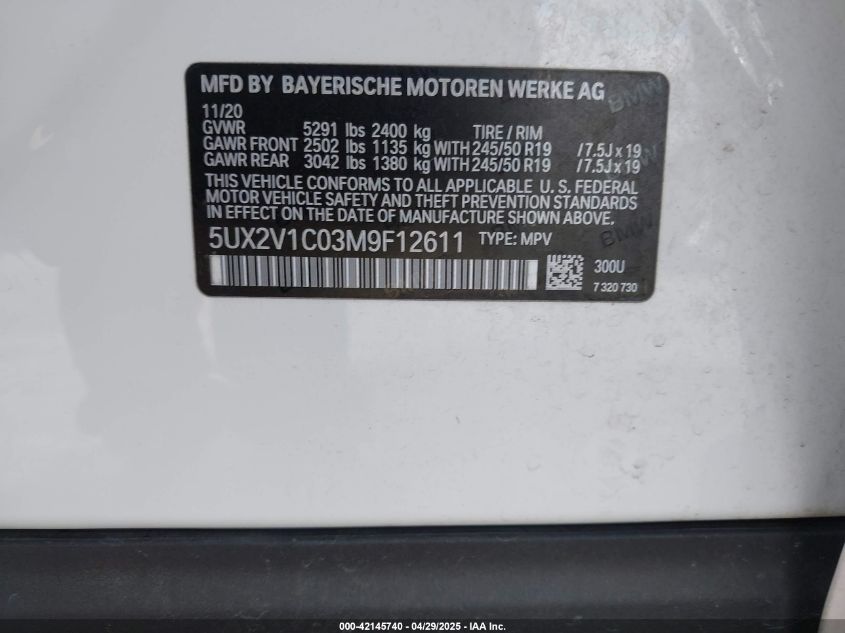 MFD BY BAYERISCHE MOTOREN WERKE AG
11/20
GVWR 5291 lbs 2400 kg TIRE / RIM
GAWR FRONT 2502 lbs 1135 kg WITH 245/50 R19 / 7.5J x 19
GAWR REAR 3042 lbs 1380 kg WITH 245/50 R19 / 7.5J x 19
THIS VEHICLE CONFORMS TO ALL APPLICABLE U. S. FEDERAL
MOTOR VEHICLE SAFETY AND THEFT PREVENTION STANDARDS
IN EFFECT ON THE DATE OF MANUFACTURE SHOWN ABOVE.
5UX2V1C03M9F12611 TYPE: MPV
300U
7 320 730
BMW
BMW
BMW
000-42145740 - 04/29/2025 - IAA Inc.